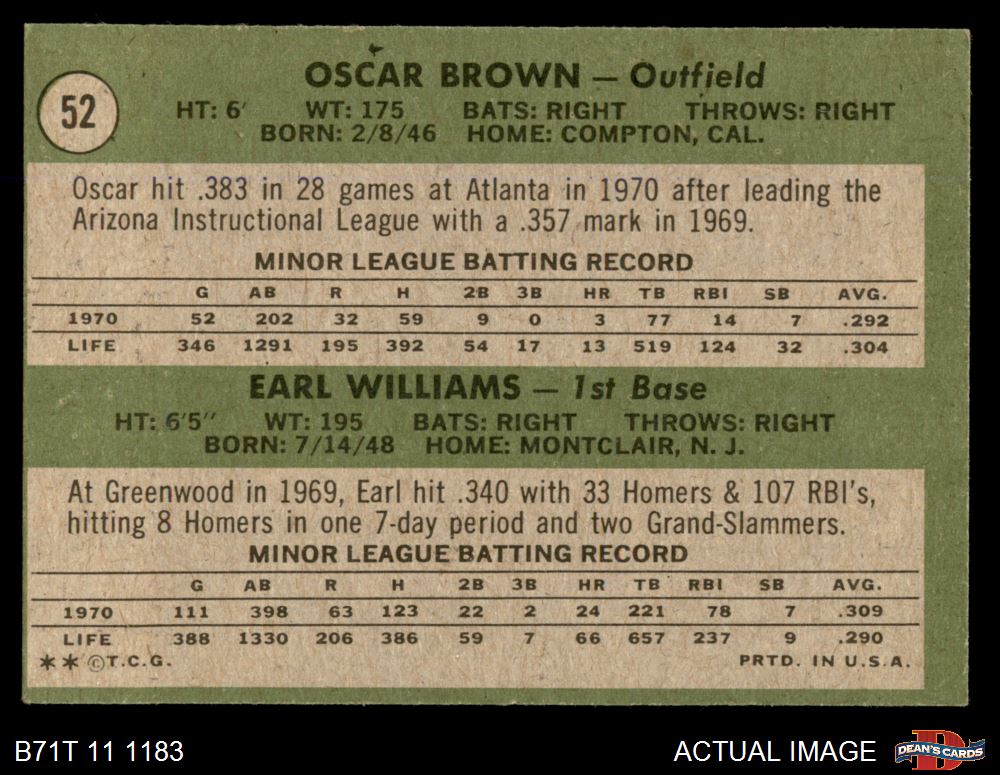 52
OSCAR BROWN — Outfield
HT: 6' WT: 175 BATS: RIGHT THROWS: RIGHT
BORN: 2/8/46 HOME: COMPTON, CAL.
Oscar hit .383 in 28 games at Atlanta in 1970 after leading the
Arizona Instructional League with a .357 mark in 1969.
MINOR LEAGUE BATTING RECORD
G AB R H 2B 3B HR TB RBI SB AVG.
1970 52 202 32 59 9 0 3 77 14 7 .292
LIFE 346 1291 195 392 54 17 13 519 124 32 .304
EARL WILLIAMS — 1st Base
HT: 6'5" WT: 195 BATS: RIGHT THROWS: RIGHT
BORN: 7/14/48 HOME: MONTCLAIR, N. J.
At Greenwood in 1969, Earl hit .340 with 33 Homers & 107 RBI's,
hitting 8 Homers in one 7-day period and two Grand-Slammers.
MINOR LEAGUE BATTING RECORD
G AB R H 2B 3B HR TB RBI SB AVG.
1970 111 398 63 123 22 2 24 221 78 7 .309
LIFE 388 1330 206 386 59 7 66 657 237 9 .290
** ©T.C.G. PRTD. IN U.S.A.
B71T 11 1183 ACTUAL IMAGE DEAN'S CARDS